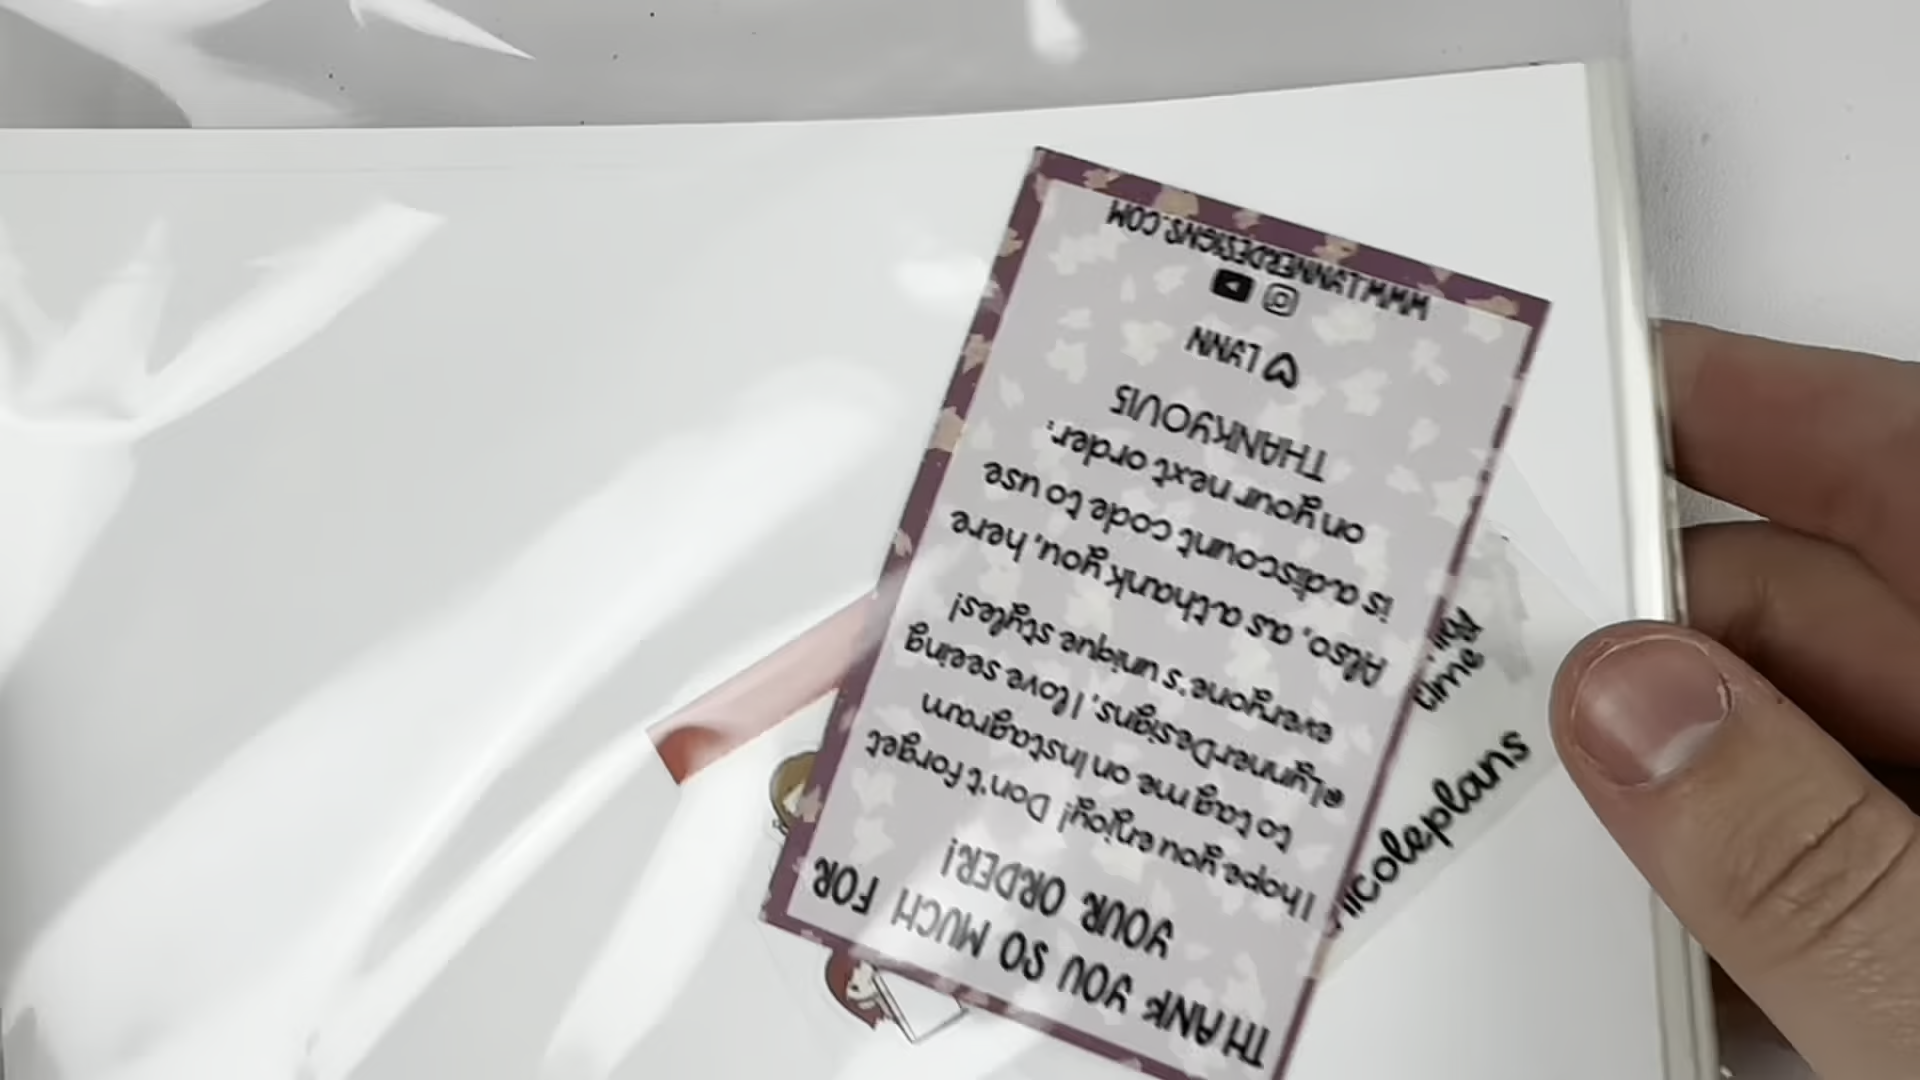 THANK YOU SO MUCH FOR
YOUR ORDER!
I hope you enjoy! Don't forget
to tag me on Instagram
@LynnerDesigns, I love seeing
everyone's unique styles!
Also, as a thank you, here
is a discount code to use
on your next order:
THANKYOU15
LYNN
WWW.LYNNERDESIGNS.COM
time
nicoleplans